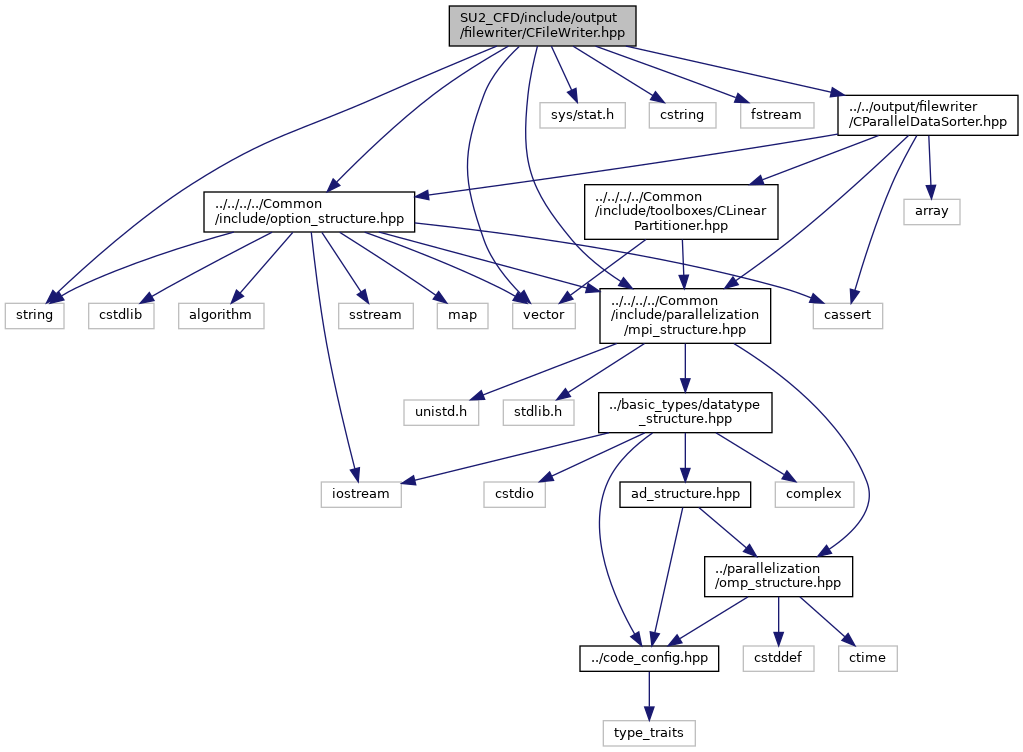 SU2_CFD/include/output
/filewriter/CFileWriter.hpp
sys/stat.h
cstring
fstream
../../output/filewriter
/CParallelDataSorter.hpp
../../../../Common
/include/option_structure.hpp
../../../../Common
/include/toolboxes/CLinear
Partitioner.hpp
array
string
cstdlib
algorithm
sstream
map
vector
../../../../Common
/include/parallelization
/mpi_structure.hpp
cassert
unistd.h
stdlib.h
../basic_types/datatype
_structure.hpp
iostream
cstdio
ad_structure.hpp
complex
../parallelization
/omp_structure.hpp
../code_config.hpp
cstddef
ctime
type_traits